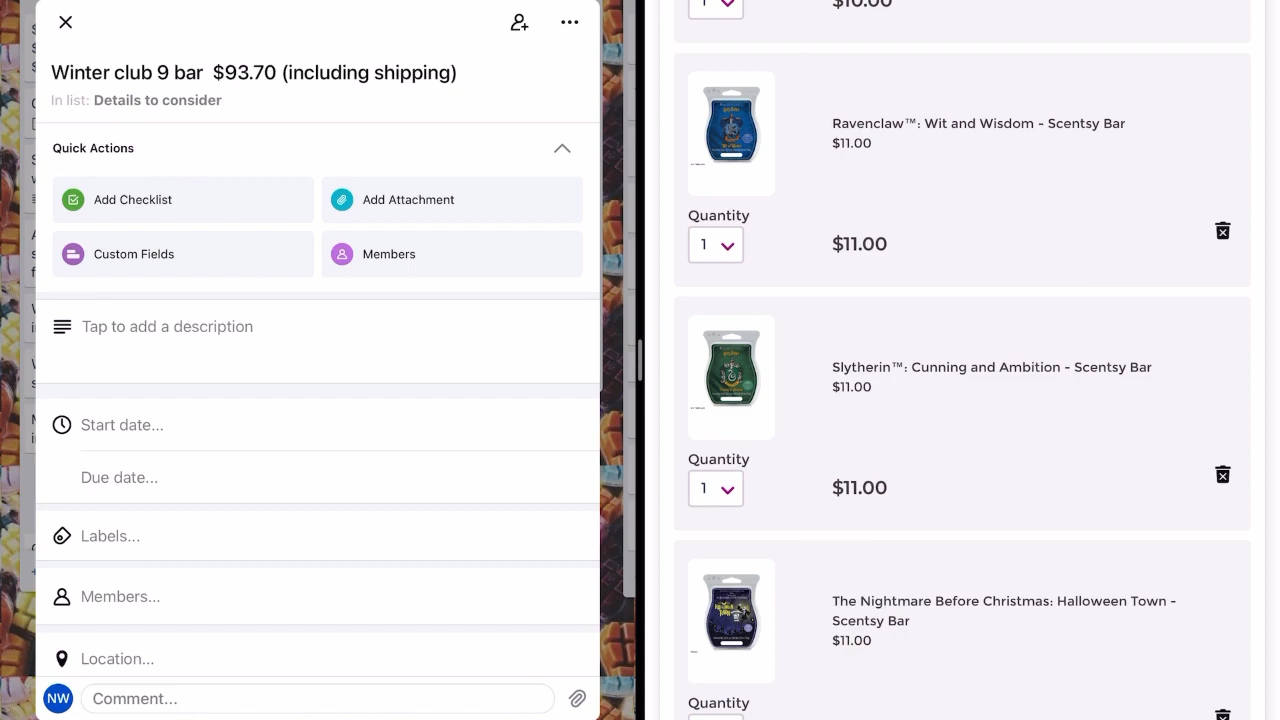 Winter club 9 bar $93.70 (including shipping)
In list: Details to consider
Quick Actions
Add Checklist
Add Attachment
Custom Fields
Members
Tap to add a description
Start date...
Due date...
Labels...
Members...
Location...
NW
Comment...
1
$10.00
Ravenclaw™: Wit and Wisdom - Scentsy Bar
$11.00
Quantity
1
$11.00
Slytherin™: Cunning and Ambition - Scentsy Bar
$11.00
Quantity
1
$11.00
The Nightmare Before Christmas: Halloween Town -
Scentsy Bar
$11.00
Quantity